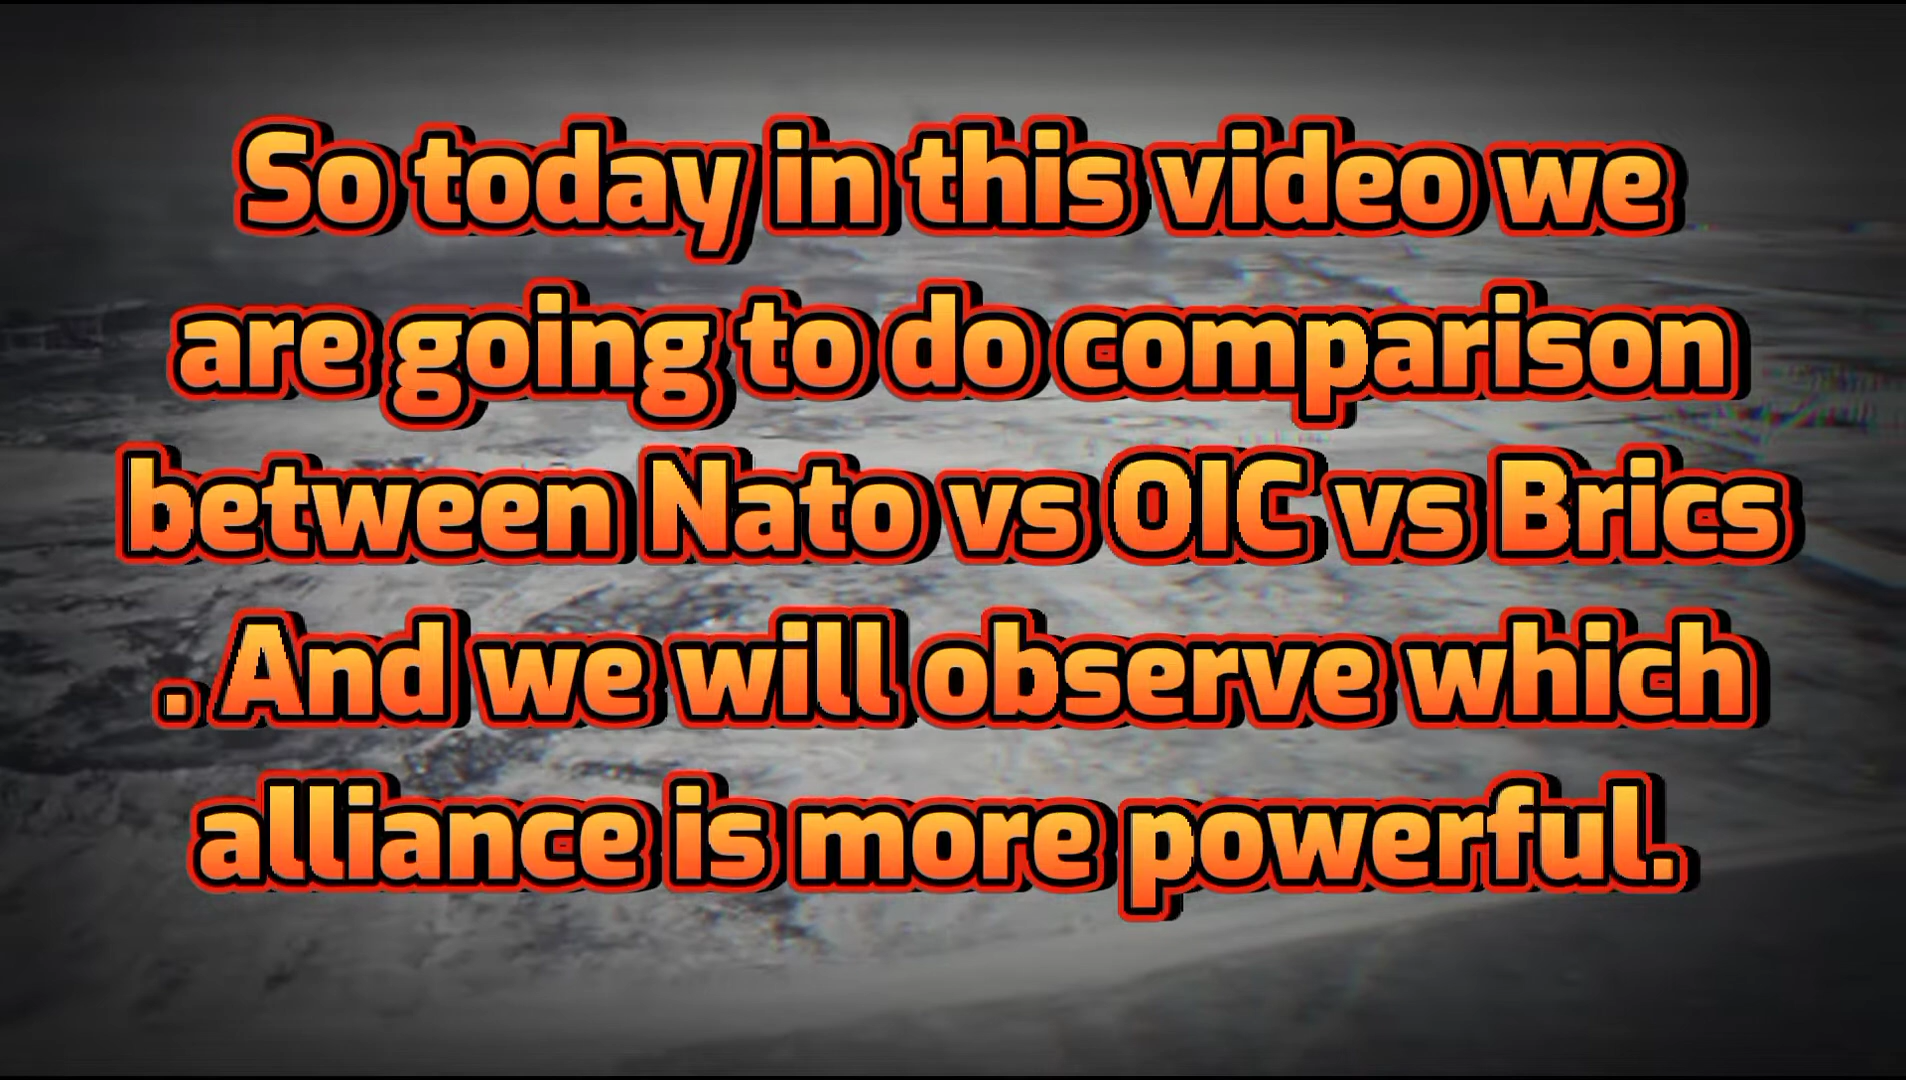 So today in this video we
are going to do comparison
between Nato vs OIC vs Brics
. And we will observe which
alliance is more powerful.